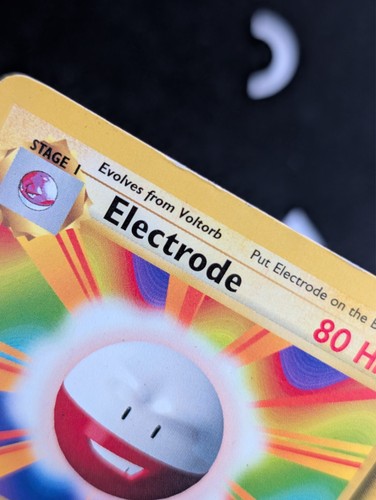 STAGE 1
Evolves from Voltorb
Put Electrode on the
Electrode
80